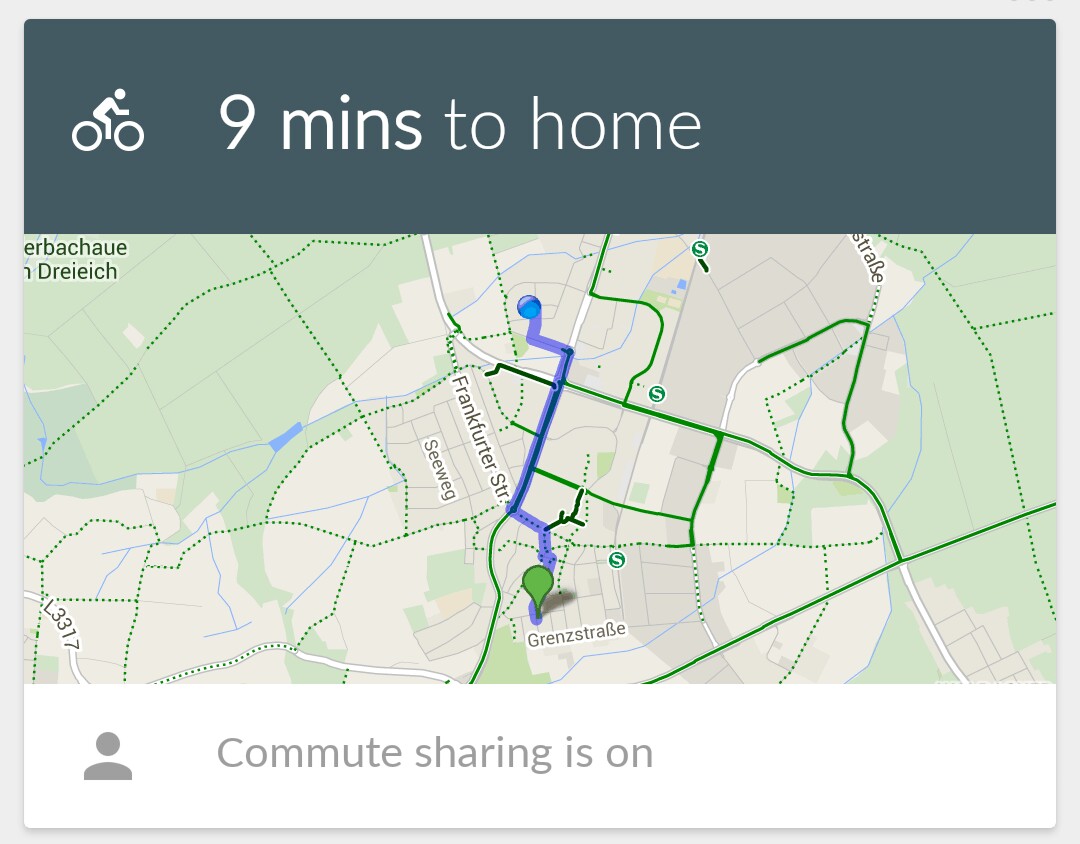 9 mins to home
erbachaue
n Dreieich
S
straße
S
Frankfurter Str.
Seeweg
S
L3317
Grenzstraße
Commute sharing is on